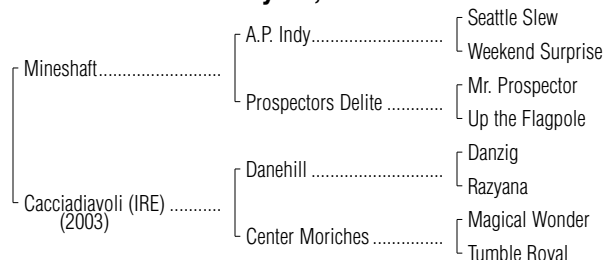 Seattle Slew
A.P. Indy
Weekend Surprise
Mineshaft
Mr. Prospector
Prospectors Delite
Up the Flagpole
Danzig
Danehill
Razyana
Cacciadiavoli (IRE)
(2003)
Magical Wonder
Center Moriches
Tumble Royal